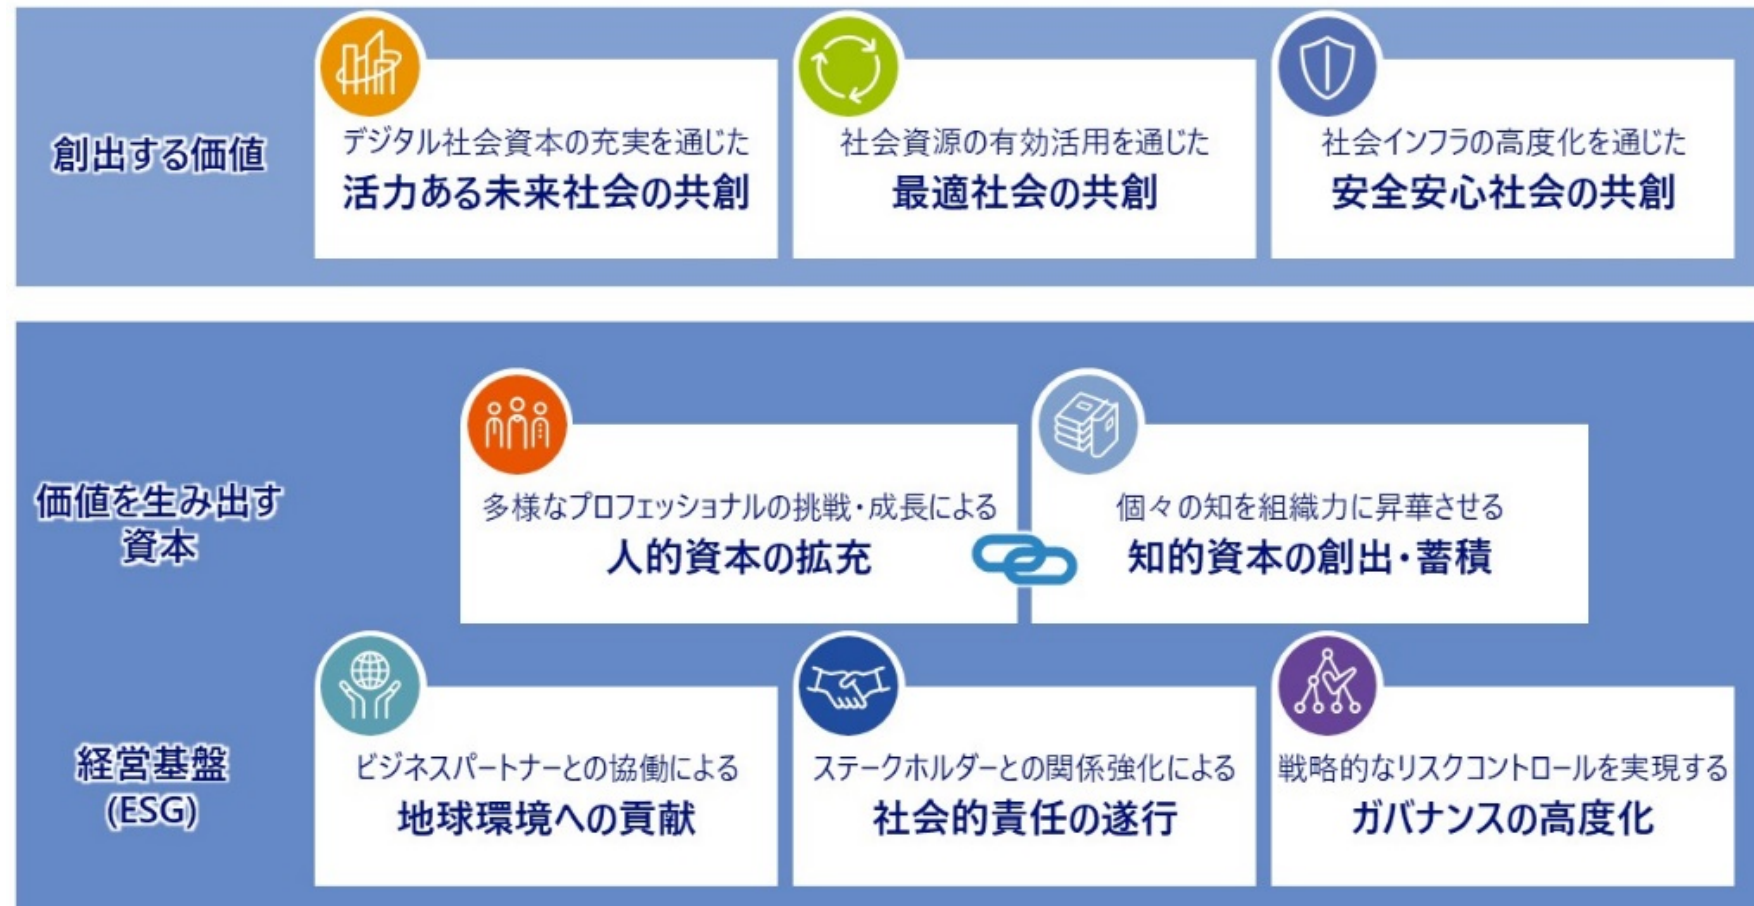 創出する価値
デジタル社会資本の充実を通じた
活力ある未来社会の共創
社会資源の有効活用を通じた
最適社会の共創
社会インフラの高度化を通じた
安全安心社会の共創
価値を生み出す
資本
多様なプロフェッショナルの挑戦・成長による
人的資本の拡充
個々の知を組織力に昇華させる
知的資本の創出・蓄積
経営基盤
(ESG)
ビジネスパートナーとの協働による
地球環境への貢献
ステークホルダーとの関係強化による
社会的責任の遂行
戦略的なリスクコントロールを実現する
ガバナンスの高度化